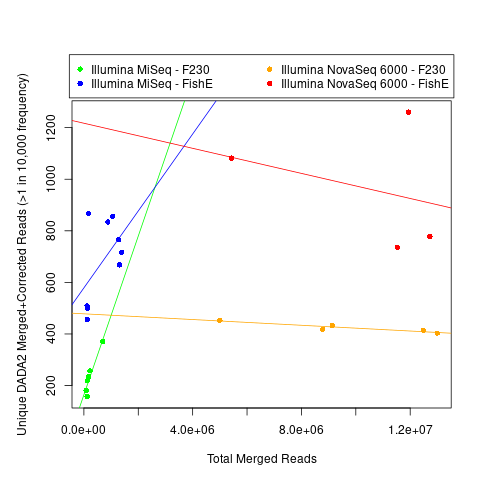 Illumina MiSeq - F230
Illumina MiSeq - FishE
Illumina NovaSeq 6000 - F230
Illumina NovaSeq 6000 - FishE
Unique DADA2 Merged+Corrected Reads (>1 in 10,000 frequency)
1200
1000
800
600
400
200
0.0e+00 4.0e+06 8.0e+06 1.2e+07
Total Merged Reads